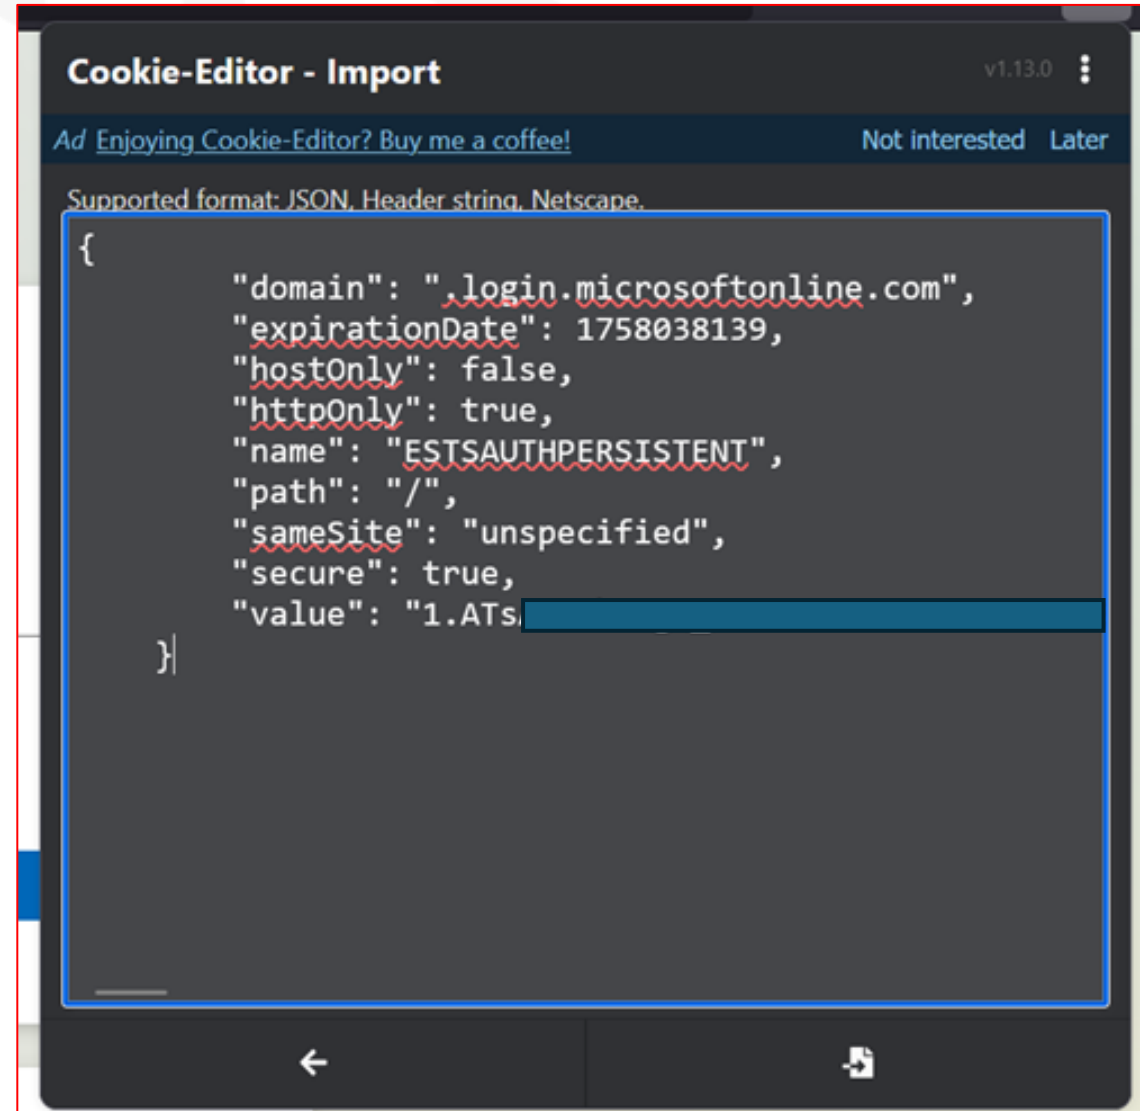 Cookie-Editor - Import v1.13.0
Ad Enjoying Cookie-Editor? Buy me a coffee! Not interested Later
Supported format: JSON, Header string, Netscape.
{
"domain": ".login.microsoftonline.com",
"expirationDate": 1758038139,
"hostOnly": false,
"httpOnly": true,
"name": "ESTSAUTHPERSISTENT",
"path": "/",
"sameSite": "unspecified",
"secure": true,
"value": "1.ATs
}